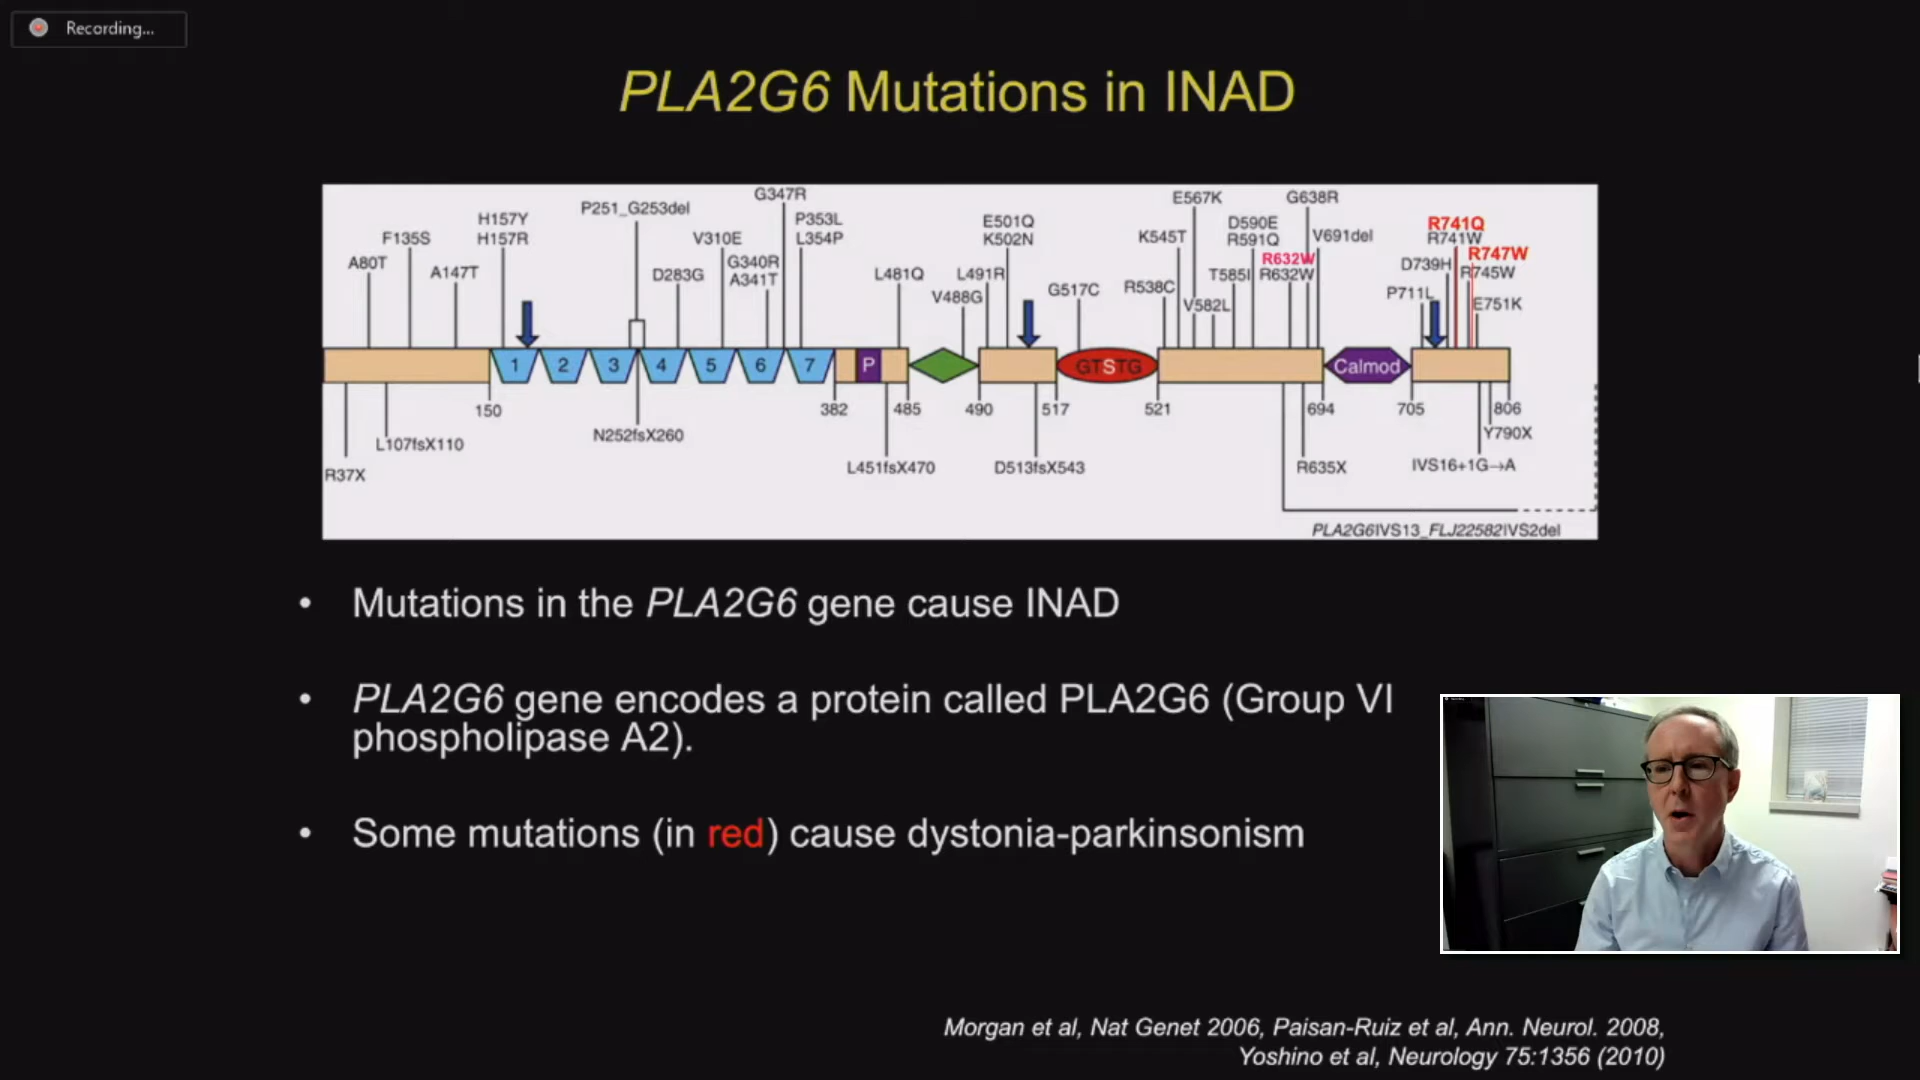 Recording...
PLA2G6 Mutations in INAD
G347R
E567K
G638R
P251_G253del
H157Y
P353L
E501Q
D590E
R741Q
F135S
H157R
V310E
L354P
K502N
K545T
R591Q
V691del
R741W
A80T
A147T
D283G
G340R
L481Q
L491R
R632W
D739H
R747W
A341T
T585I
R632W
R745W
V488G
G517C
R538C
V582L
P711L
E751K
1 2 3 4 5 6 7 P GTSTG Calmod
150 382 485 490 517 521 694 705 806
L107fsX110
N252fsX260
Y790X
R37X
L451fsX470
D513fsX543
R635X
IVS16+1G→A
PLA2G6IVS13_FLJ22582IVS2del
• Mutations in the PLA2G6 gene cause INAD
• PLA2G6 gene encodes a protein called PLA2G6 (Group VI
phospholipase A2).
• Some mutations (in red) cause dystonia-parkinsonism
Morgan et al, Nat Genet 2006, Paisan-Ruiz et al, Ann. Neurol. 2008,
Yoshino et al, Neurology 75:1356 (2010)